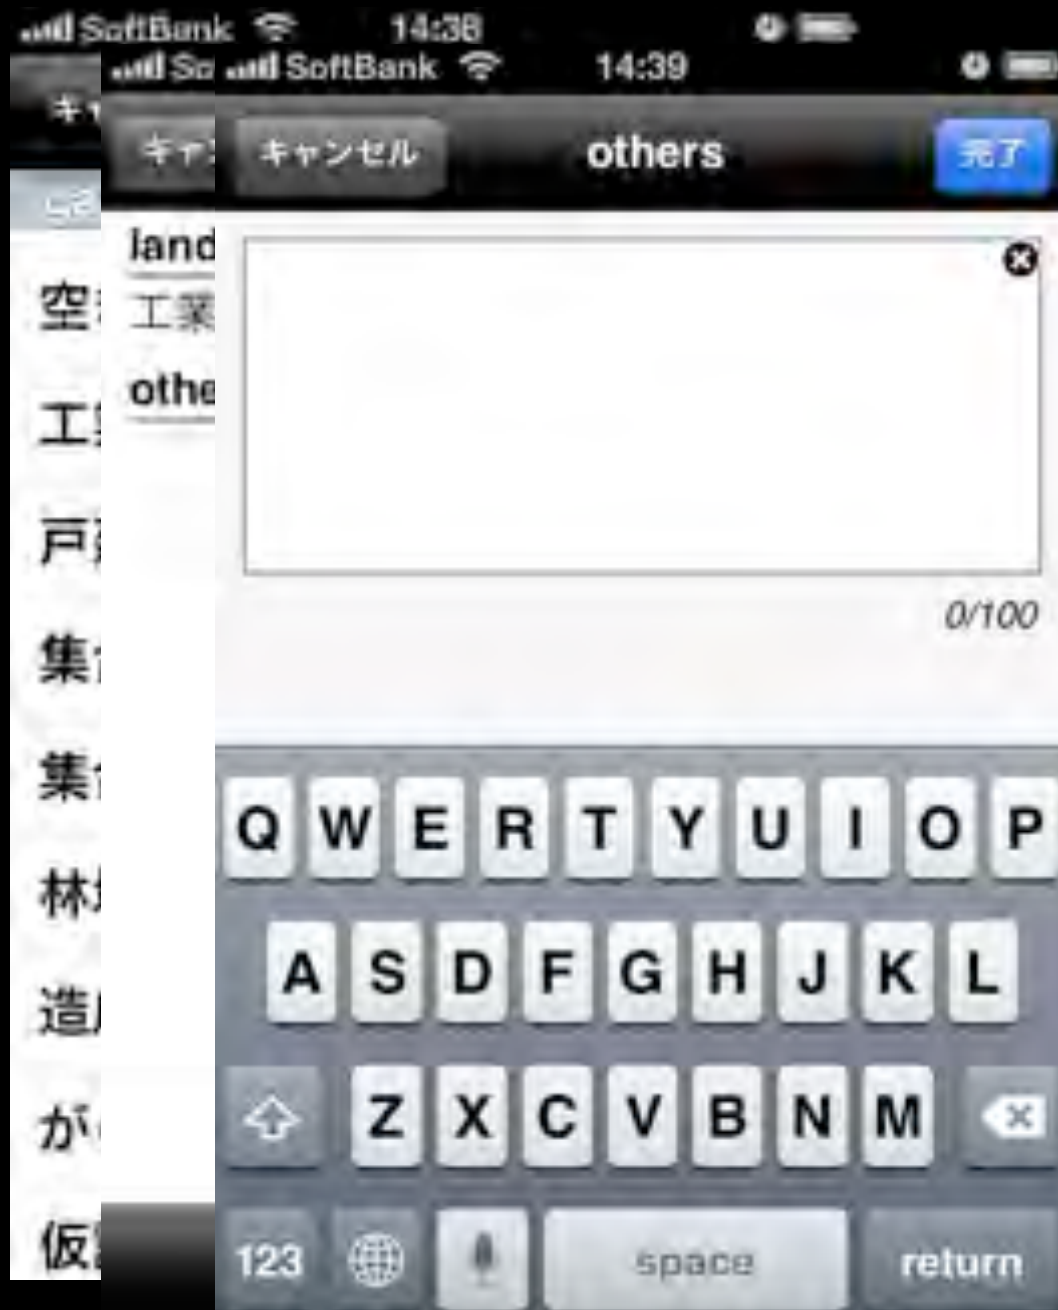 SoftBank 14:38
SoftBank 14:39
キャンセル others 完了
land
工業
othe
空
工
戸
集
集
林
造
が
仮
0/100
Q W E R T Y U I O P
A S D F G H J K L
Z X C V B N M
123 space return